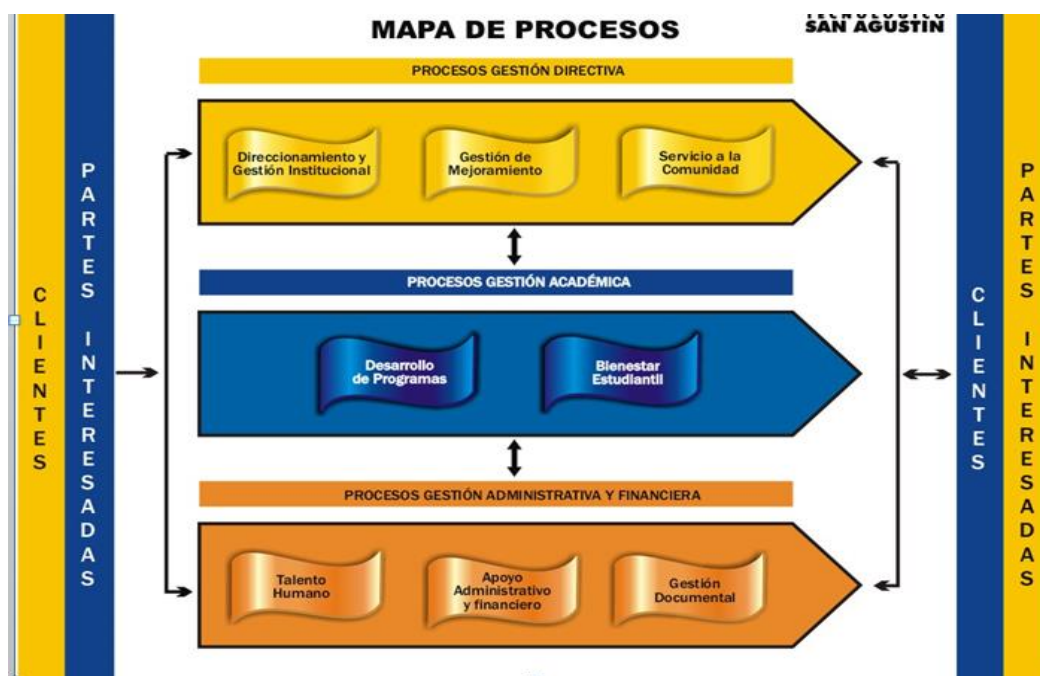 MAPA DE PROCESOS
TECNOLÓGICO
SAN AGUSTÍN
CLIENTES
PARTES INTERESADAS
PROCESOS GESTIÓN DIRECTIVA
Direccionamiento y
Gestión Institucional
Gestión de
Mejoramiento
Servicio a la
Comunidad
PROCESOS GESTIÓN ACADÉMICA
Desarrollo
de Programas
Bienestar
Estudiantil
PROCESOS GESTIÓN ADMINISTRATIVA Y FINANCIERA
Talento
Humano
Apoyo
Administrativo
y financiero
Gestión
Documental
CLIENTES
PARTES INTERESADAS